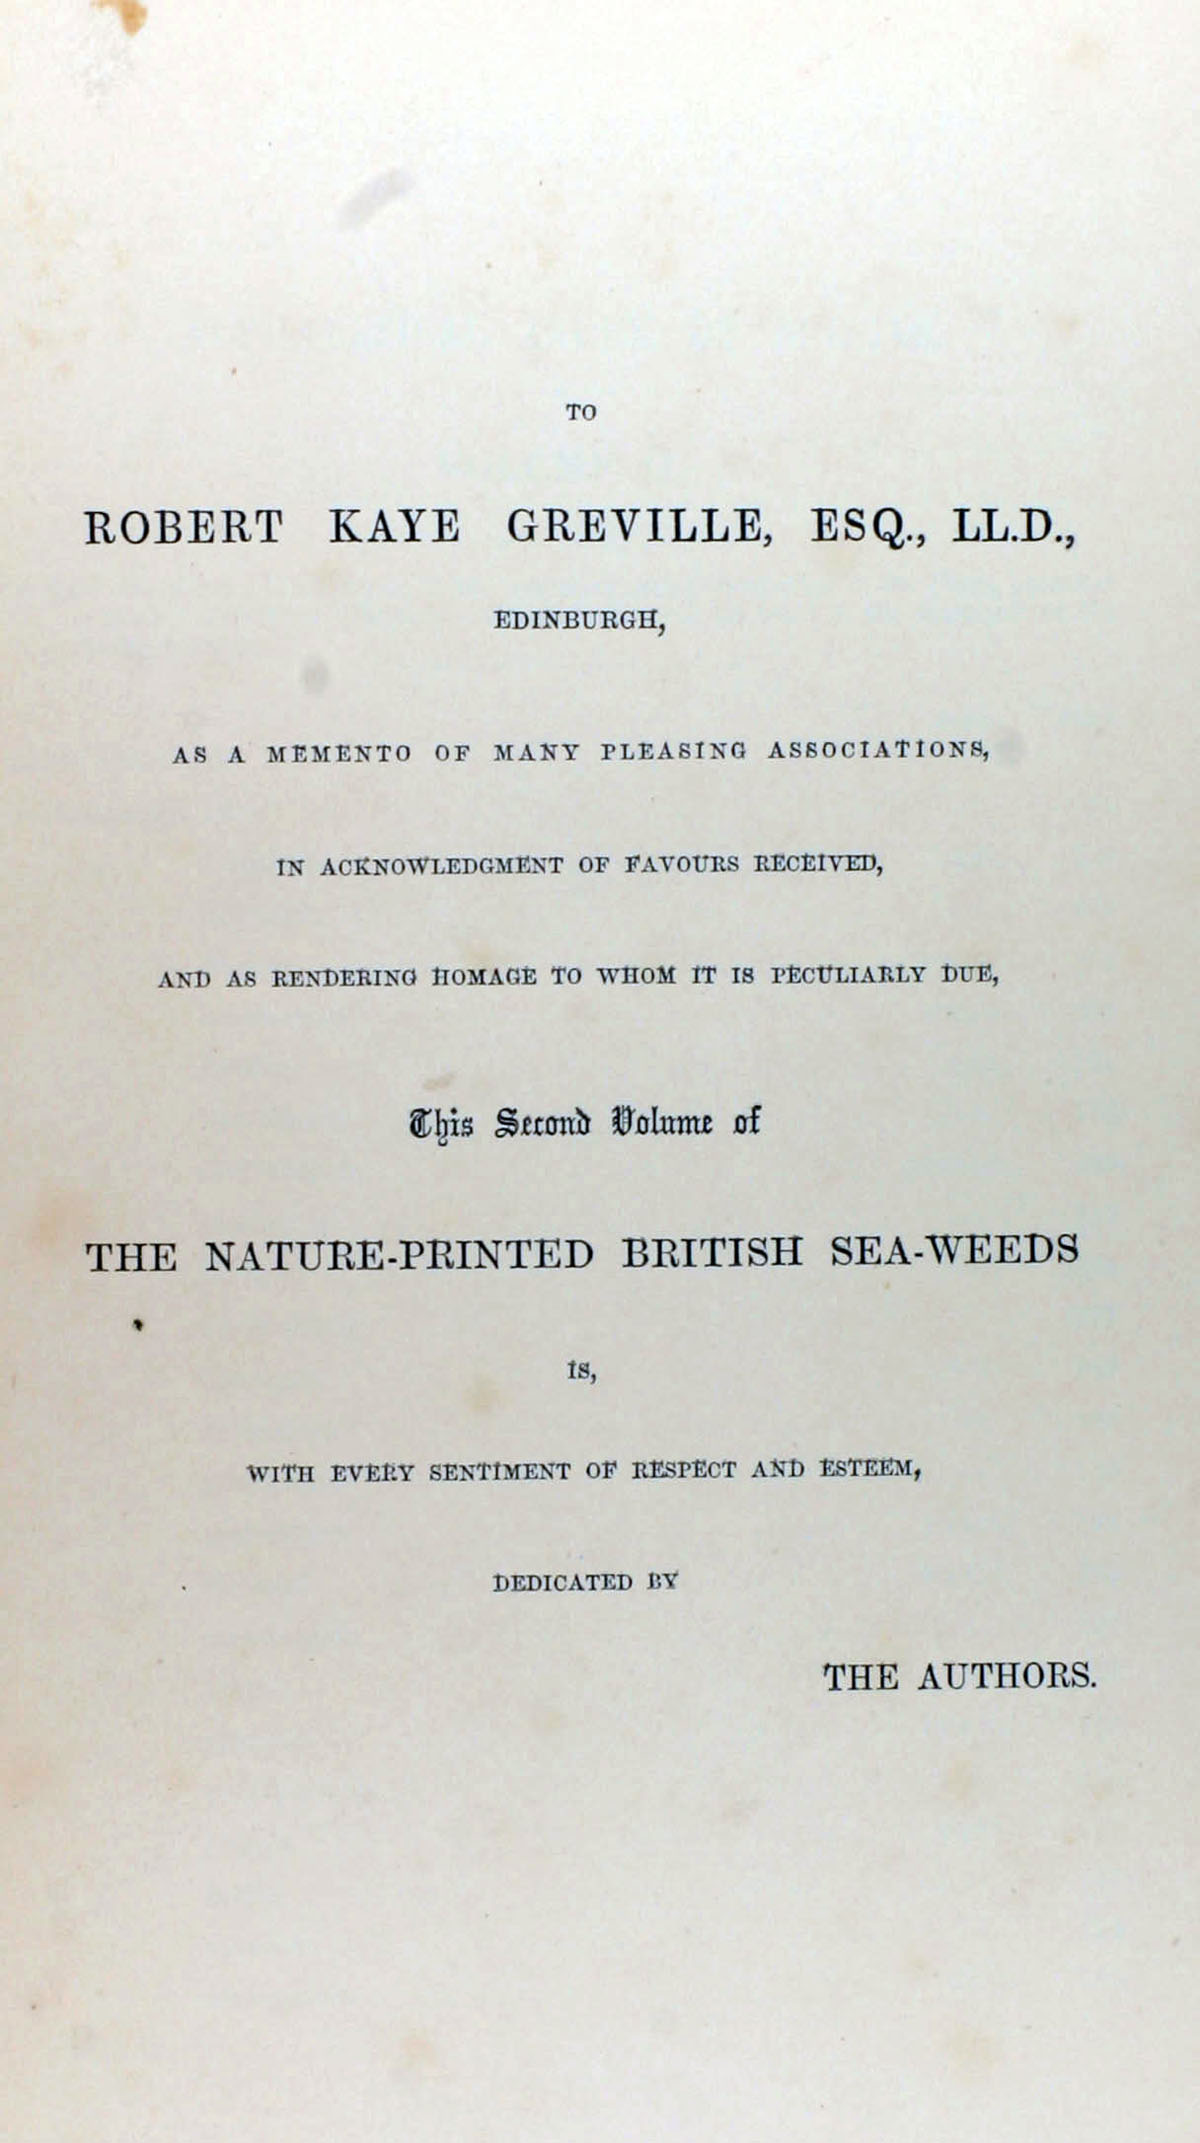 TO
ROBERT KAYE GREVILLE, ESQ., LL.D.,
EDINBURGH,
AS A MEMENTO OF MANY PLEASING ASSOCIATIONS,
IN ACKNOWLEDGMENT OF FAVOURS RECEIVED,
AND AS RENDERING HOMAGE TO WHOM IT IS PECULIARLY DUE,
This Second Volume of
THE NATURE-PRINTED BRITISH SEA-WEEDS
IS,
WITH EVERY SENTIMENT OF RESPECT AND ESTEEM,
DEDICATED BY
THE AUTHORS.